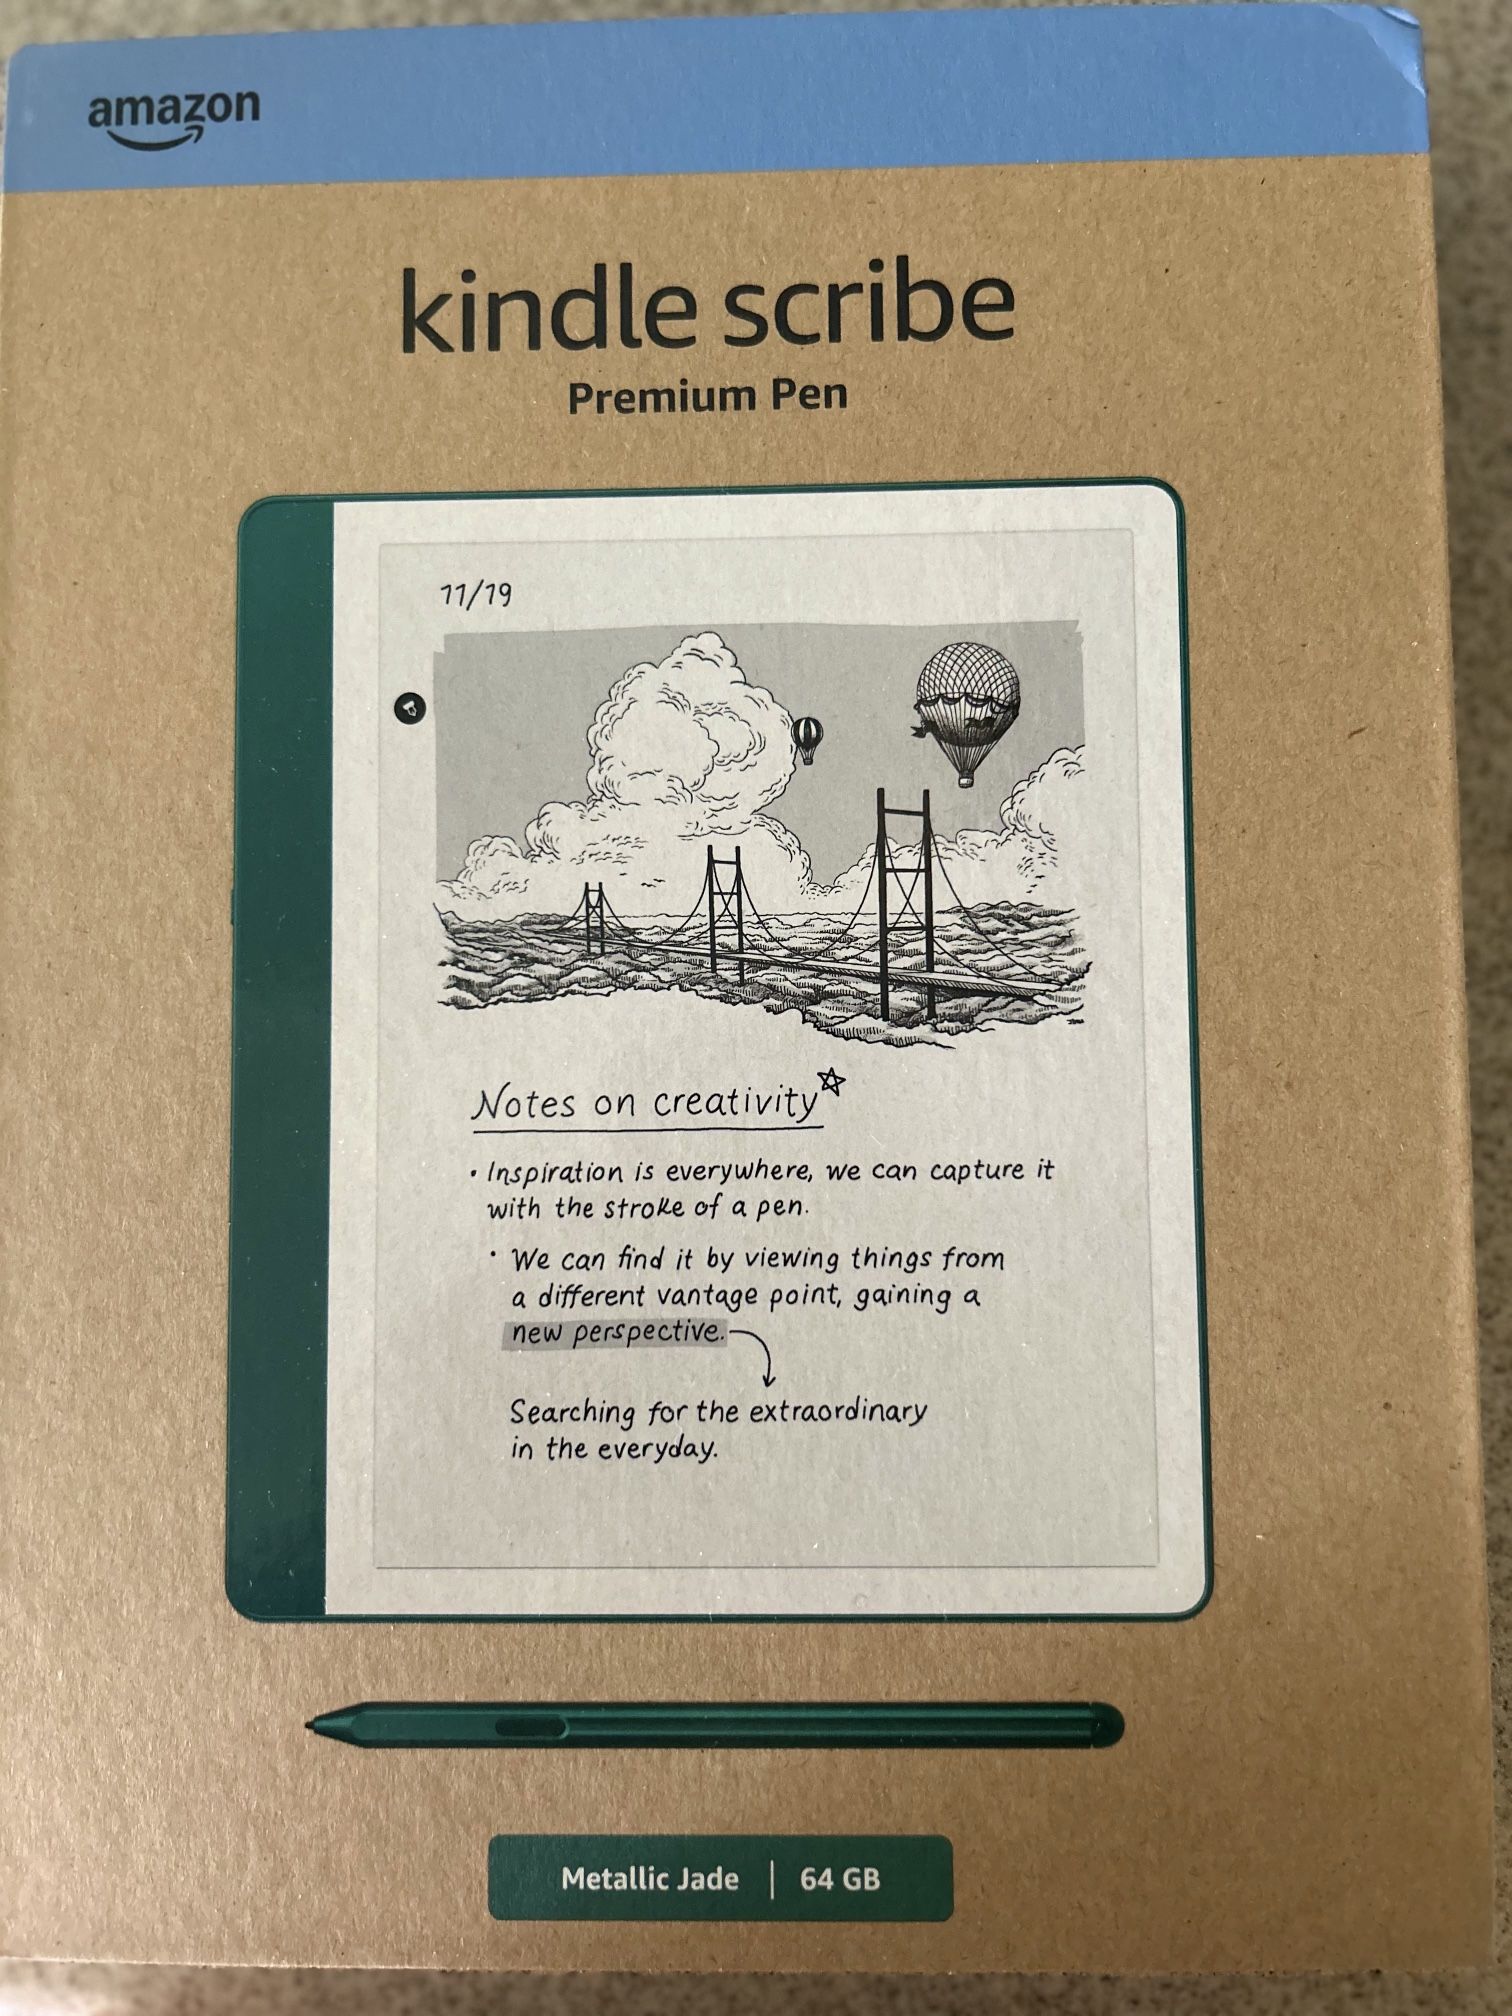 amazon
kindle scribe
Premium Pen
11/19
Notes on creativity
• Inspiration is everywhere, we can capture it
with the stroke of a pen.
• We can find it by viewing things from
a different vantage point, gaining a
new perspective.
Searching for the extraordinary
in the everyday.
Metallic Jade | 64 GB